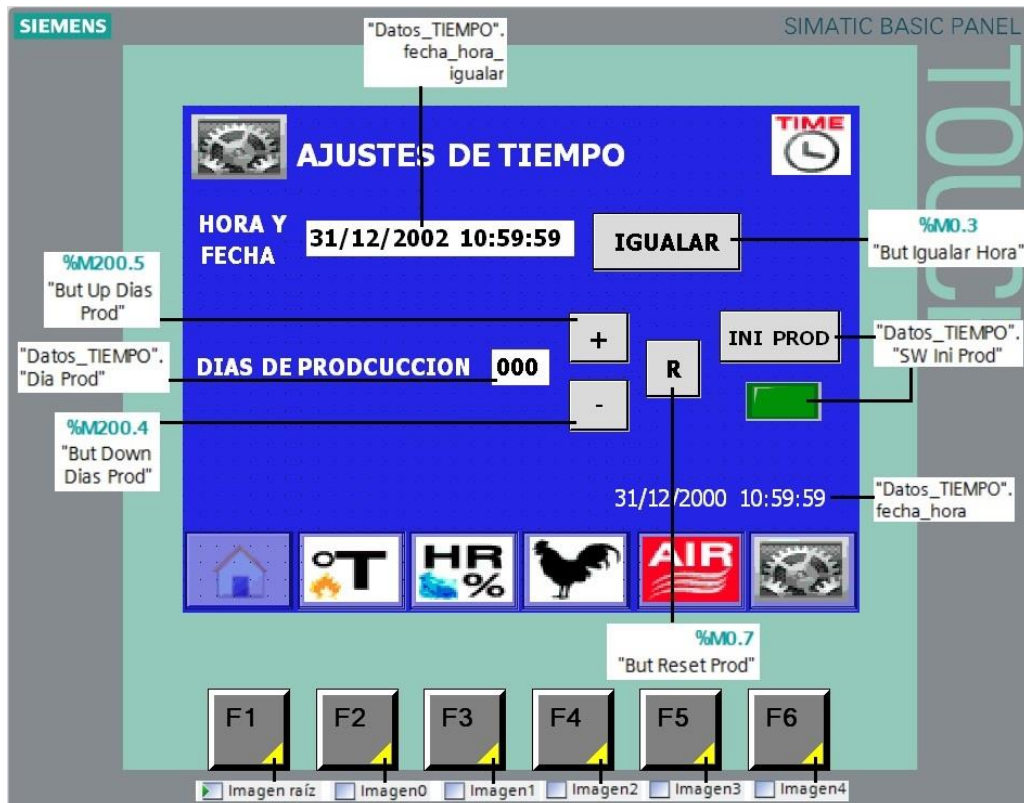 SIEMENS
SIMATIC BASIC PANEL
TOUCH
"Datos_TIEMPO".
fecha_hora_
igualar
TIME
AJUSTES DE TIEMPO
HORA Y
FECHA
31/12/2002 10:59:59
IGUALAR
%M0.3
"But Igualar Hora"
%M200.5
"But Up Dias
Prod"
+
INI PROD
"Datos_TIEMPO".
"SW Ini Prod"
"Datos_TIEMPO".
"Dia Prod"
DIAS DE PRODCUCCION
000
R
-
%M200.4
"But Down
Dias Prod"
31/12/2000 10:59:59
"Datos_TIEMPO".
fecha_hora
°T
HR
%
AIR
%M0.7
"But Reset Prod"
F1
F2
F3
F4
F5
F6
Imagen raíz
Imagen0
Imagen1
Imagen2
Imagen3
Imagen4